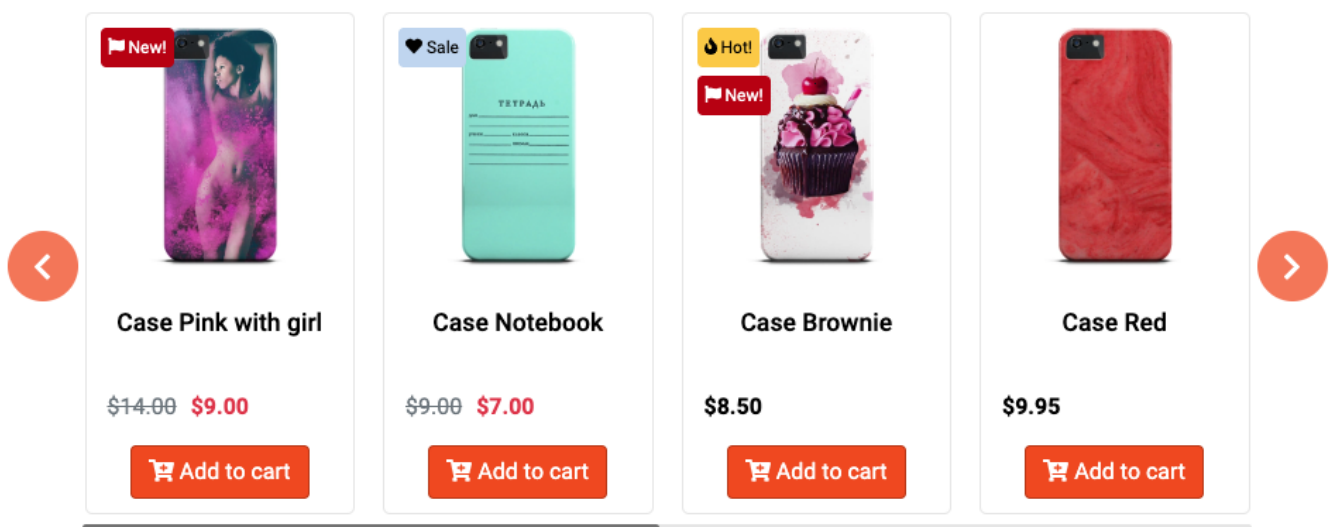 New!
Case Pink with girl
$14.00 $9.00
Add to cart
Sale
ТЕТРАДЬ
Case Notebook
$9.00 $7.00
Add to cart
Hot!
New!
Case Brownie
$8.50
Add to cart
Case Red
$9.95
Add to cart